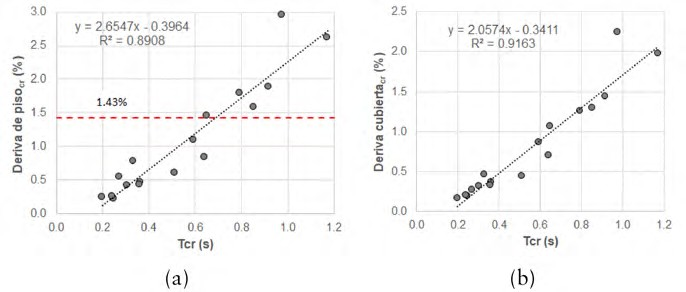 (a)
y = 2.6547x - 0.3964
R² = 0.8908
1.43%
Deriva de pisocr (%)
3.0
2.5
2.0
1.5
1.0
0.5
0.0
0.0 0.2 0.4 0.6 0.8 1.0 1.2
Tcr (s)
(a)
(b)
y = 2.0574x - 0.3411
R² = 0.9163
Deriva cubiertacr (%)
2.5
2.0
1.5
1.0
0.5
0.0
0.0 0.2 0.4 0.6 0.8 1.0 1.2
Tcr (s)
(b)